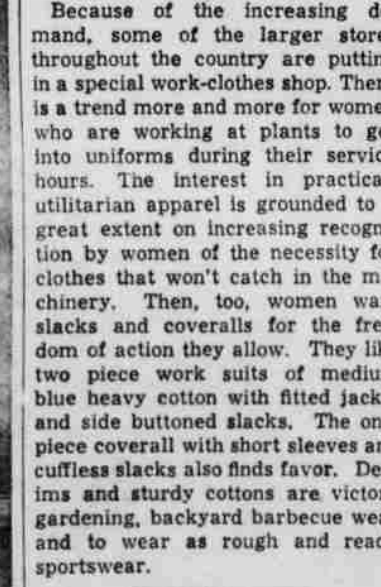 Because of the increasing d
mand, some of the larger store
throughout the country are puttin
in a special work-clothes shop. Ther
is a trend more and more for wome
who are working at plants to g
into uniforms during their servic
hours. The interest in practica
utilitarian apparel is grounded to
great extent on increasing recogn
tion by women of the necessity f
clothes that won't catch in the m
chinery. Then, too, women wa
slacks and coveralls for the fre
dom of action they allow. They lik
two piece work suits of mediu
blue heavy cotton with fitted jack
and side buttoned slacks. The on
piece coverall with short sleeves an
cuffless slacks also finds favor. De
ims and sturdy cottons are victor
gardening, backyard barbecue wea
and to wear as rough and read
sportswear.